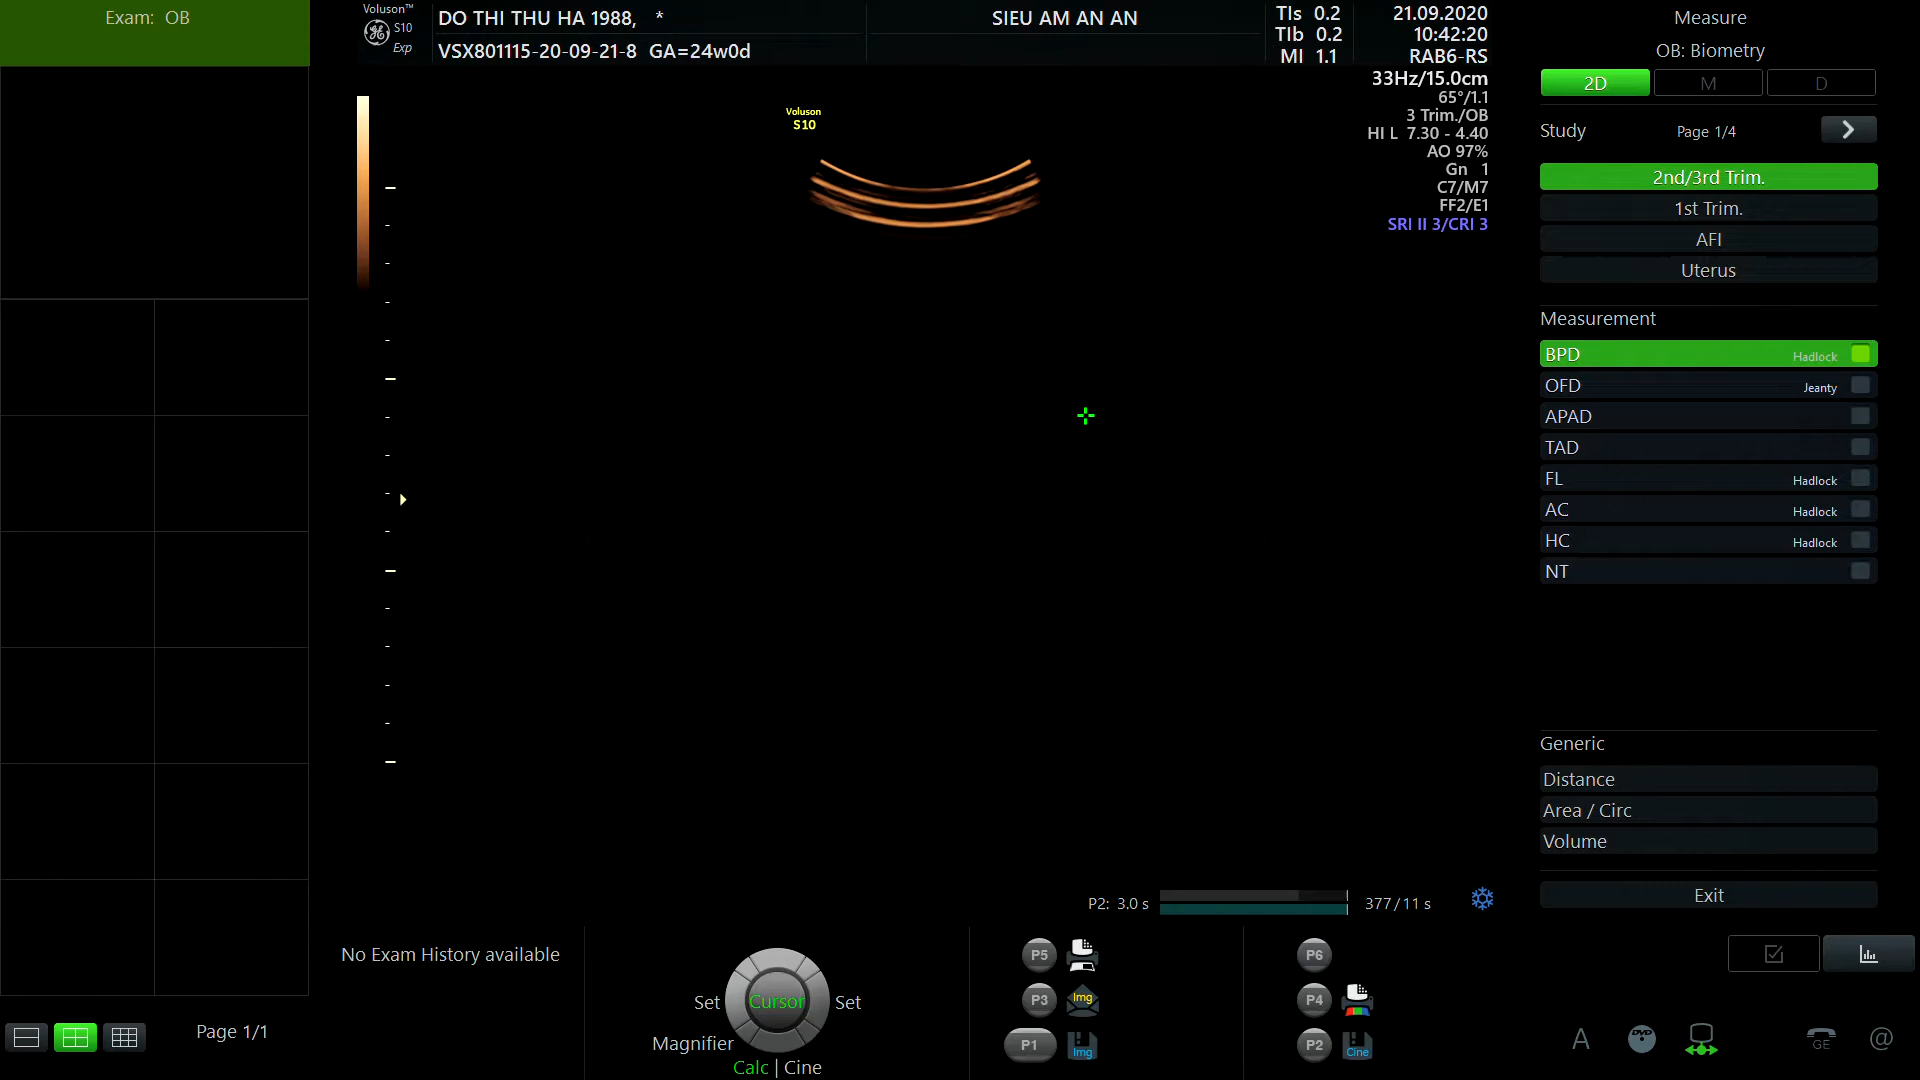 Exam: OB
Voluson™
S10
Exp
DO THI THU HA 1988, *
VSX801115-20-09-21-8 GA=24w0d
SIEU AM AN AN
TIs 0.2
TIb 0.2
MI 1.1
21.09.2020
10:42:20
RAB6-RS
33Hz/15.0cm
65°/1.1
3 Trim./OB
HI L 7.30 - 4.40
AO 97%
Gn 1
C7/M7
FF2/E1
SRI II 3/CRI 3
Voluson
S10
Measure
OB: Biometry
2D M D
Study Page 1/4
2nd/3rd Trim.
1st Trim.
AFI
Uterus
Measurement
BPD Hadlock
OFD Jeanty
APAD
TAD
FL Hadlock
AC Hadlock
HC Hadlock
NT
Generic
Distance
Area / Circ
Volume
Exit
P2: 3.0 s 377/11 s
No Exam History available
Set Cursor Set
Magnifier
Calc | Cine
P5
P3 Img
P1 Img
P6
P4
P2 Cine
Page 1/1
A DVD GE @